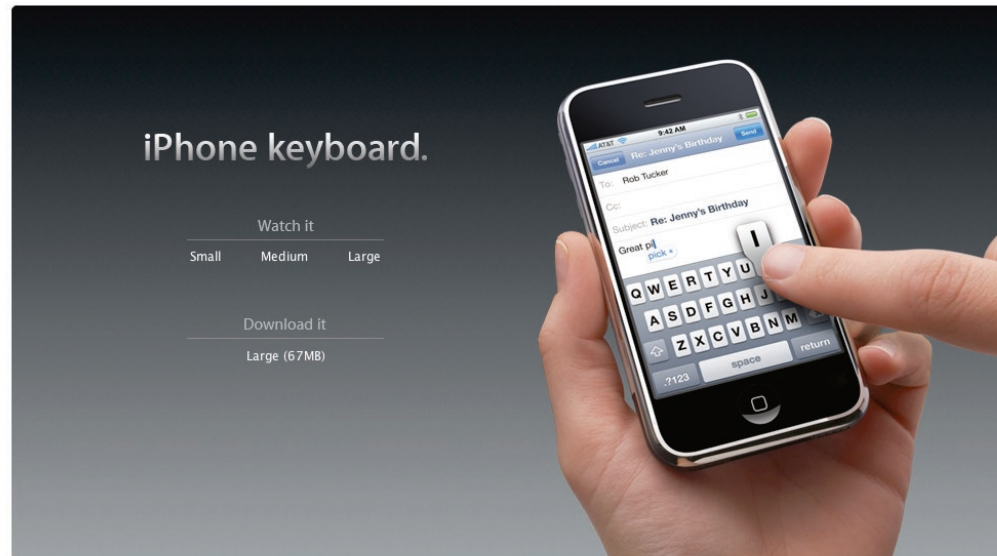 iPhone keyboard.
Watch it
Small Medium Large
Download it
Large (67MB)
AT&T 9:42 AM
Cancel Re: Jenny's Birthday Send
To: Rob Tucker
Cc:
Subject: Re: Jenny's Birthday
Great pi
pick ×
I
Q W E R T Y U
A S D F G H J
Z X C V B N M
.?123 space return